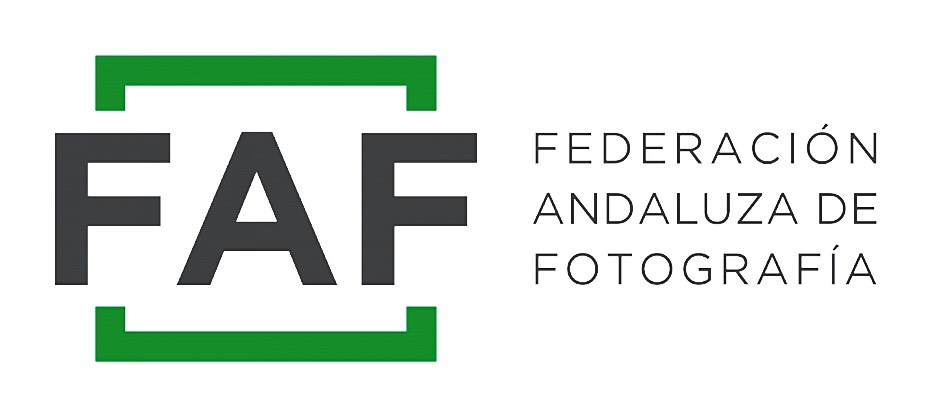 FAF
FEDERACIÓN
ANDALUZA DE
FOTOGRAFÍA